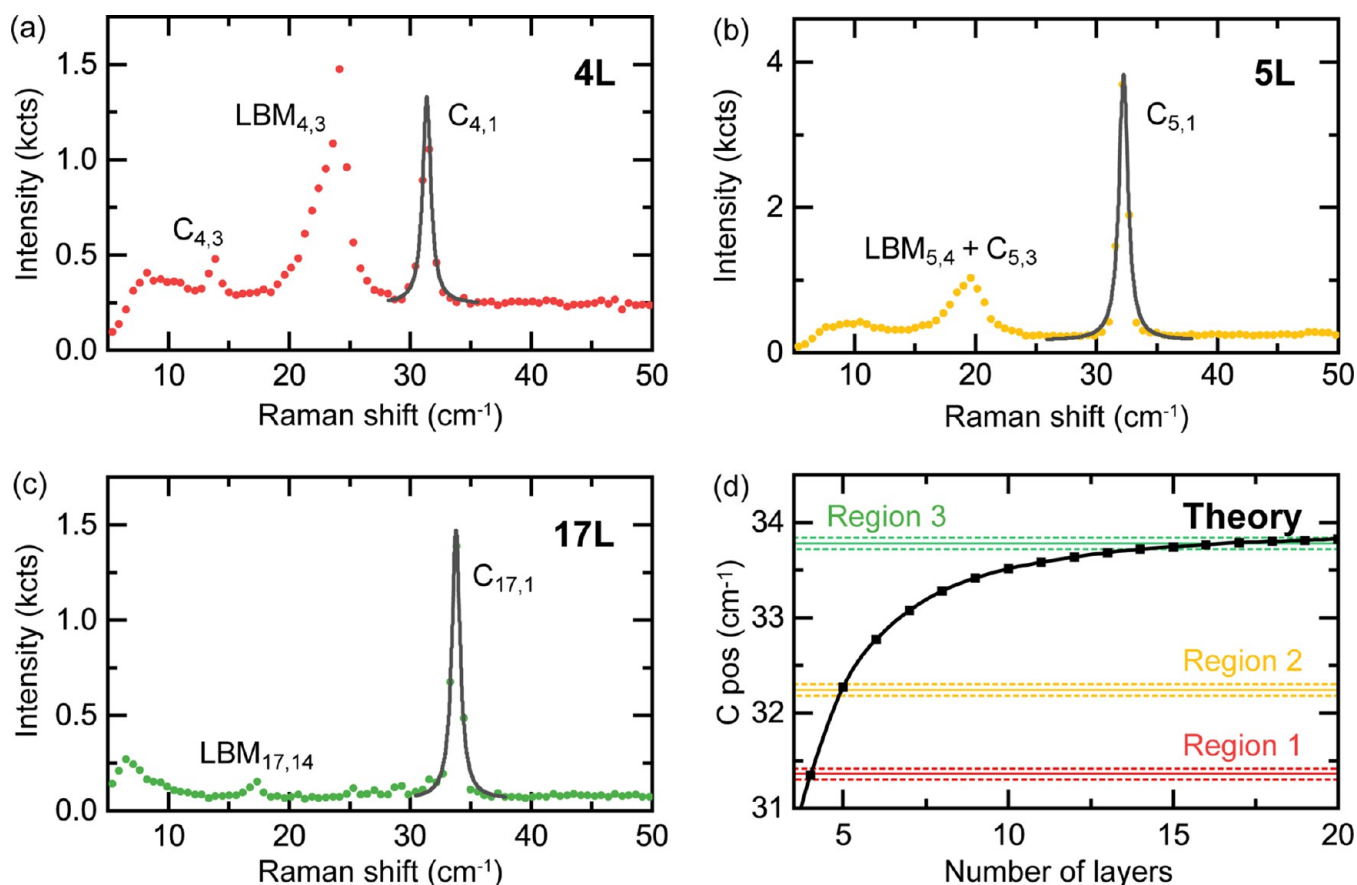 (a)
1.5
1.0
0.5
0.0
Intensity (kcts)
4L
LBM4,3
C4,1
C4,3
10 20 30 40 50
Raman shift (cm-1)
(b)
4
2
0
Intensity (kcts)
5L
C5,1
LBM5,4 + C5,3
10 20 30 40 50
Raman shift (cm-1)
(c)
1.5
1.0
0.5
0.0
Intensity (kcts)
17L
C17,1
LBM17,14
10 20 30 40 50
Raman shift (cm-1)
(d)
34
33
32
31
C pos (cm-1)
Region 3
Theory
Region 2
Region 1
5 10 15 20
Number of layers